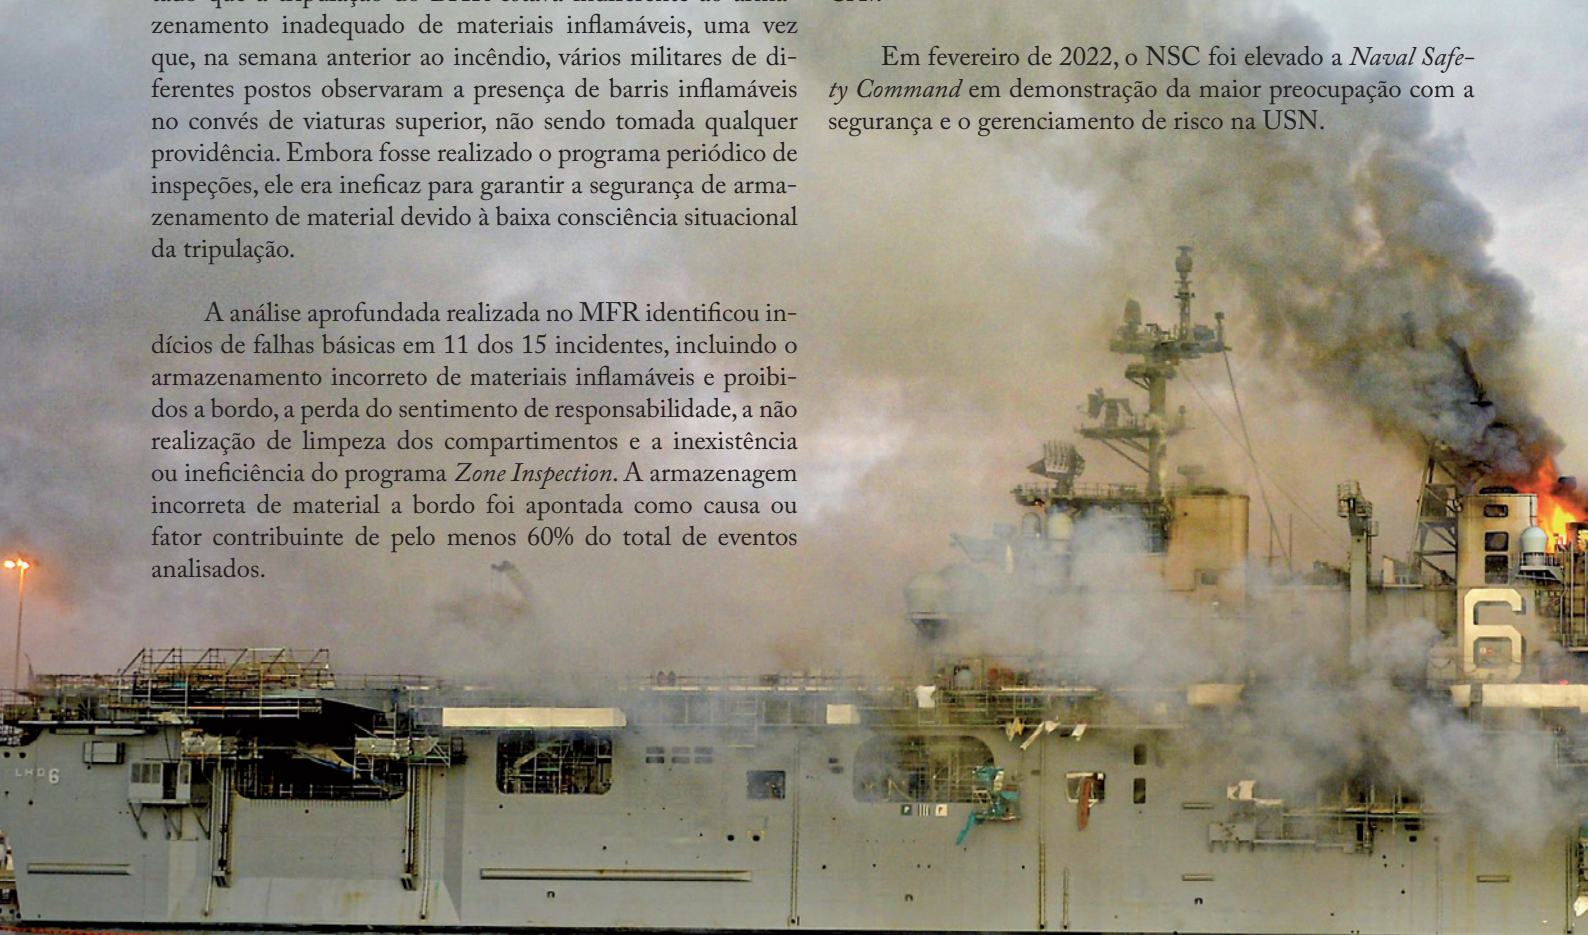 zenamento inadequado de materiais inflamáveis, uma vez
que, na semana anterior ao incêndio, vários militares de di-
ferentes postos observaram a presença de barris inflamáveis
no convés de viaturas superior, não sendo tomada qualquer
providência. Embora fosse realizado o programa periódico de
inspeções, ele era ineficaz para garantir a segurança de arma-
zenamento de material devido à baixa consciência situacional
da tripulação.
A análise aprofundada realizada no MFR identificou in-
dícios de falhas básicas em 11 dos 15 incidentes, incluindo o
armazenamento incorreto de materiais inflamáveis e proibi-
dos a bordo, a perda do sentimento de responsabilidade, a não
realização de limpeza dos compartimentos e a inexistência
ou ineficiência do programa Zone Inspection. A armazenagem
incorreta de material a bordo foi apontada como causa ou
fator contribuinte de pelo menos 60% do total de eventos
analisados.
Em fevereiro de 2022, o NSC foi elevado a Naval Safe-
ty Command em demonstração da maior preocupação com a
segurança e o gerenciamento de risco na USN.
6
LHD6